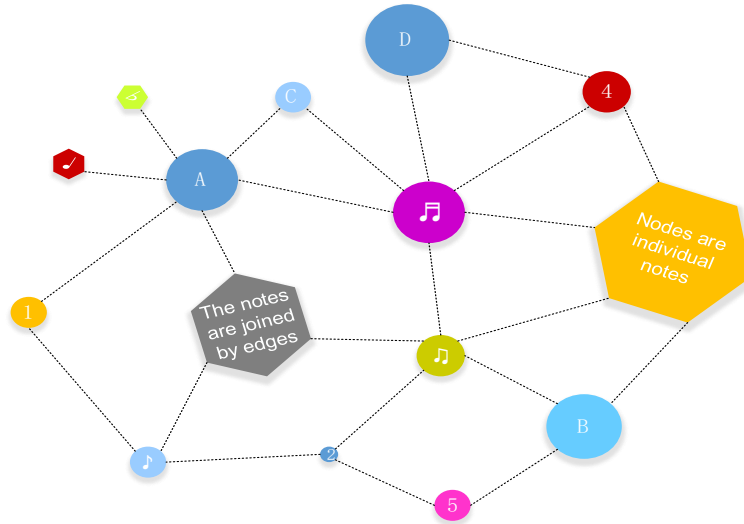 D
C
4
A
♬
Nodes are
individual
notes
1
The notes
are joined
by edges
♫
B
♪
2
5